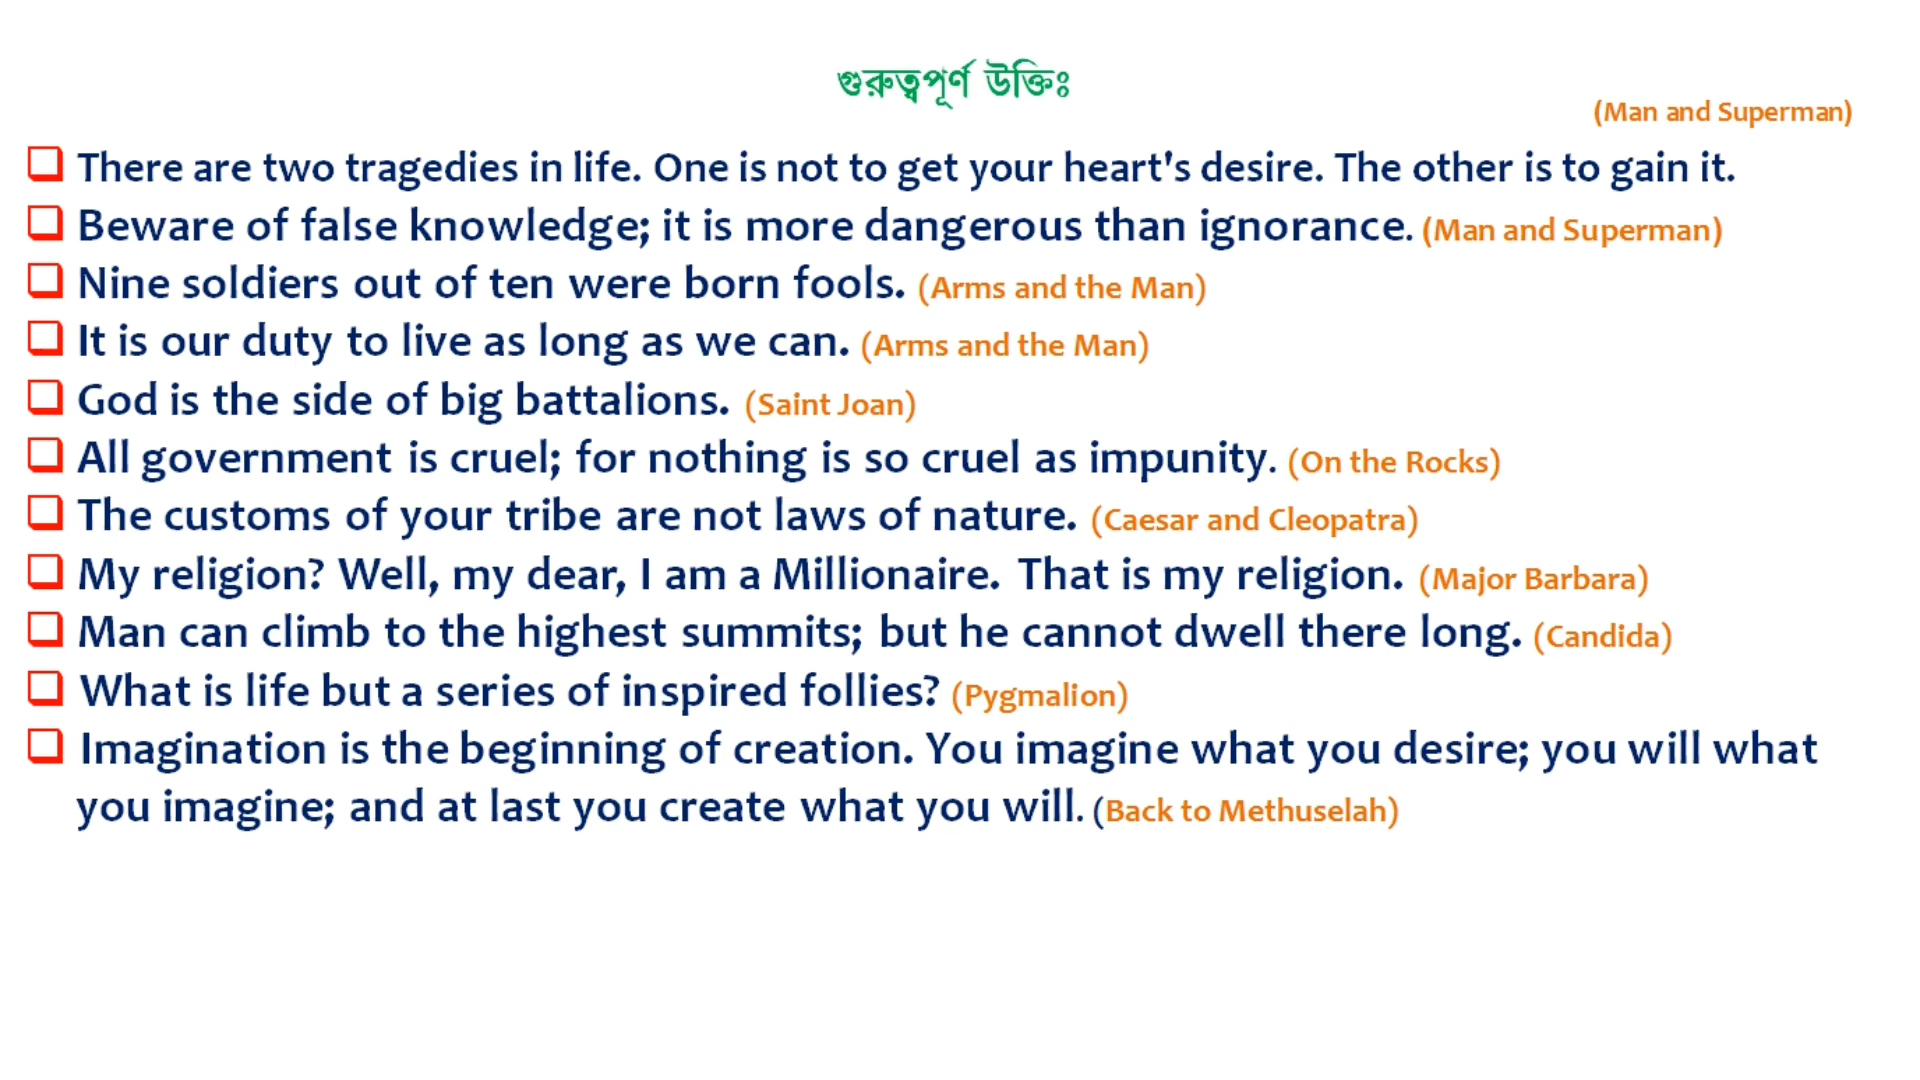 গুরুত্বপূর্ণ উক্তিঃ
(Man and Superman)
There are two tragedies in life. One is not to get your heart's desire. The other is to gain it.
Beware of false knowledge; it is more dangerous than ignorance. (Man and Superman)
Nine soldiers out of ten were born fools. (Arms and the Man)
It is our duty to live as long as we can. (Arms and the Man)
God is the side of big battalions. (Saint Joan)
All government is cruel; for nothing is so cruel as impunity. (On the Rocks)
The customs of your tribe are not laws of nature. (Caesar and Cleopatra)
My religion? Well, my dear, I am a Millionaire. That is my religion. (Major Barbara)
Man can climb to the highest summits; but he cannot dwell there long. (Candida)
What is life but a series of inspired follies? (Pygmalion)
Imagination is the beginning of creation. You imagine what you desire; you will what
you imagine; and at last you create what you will. (Back to Methuselah)